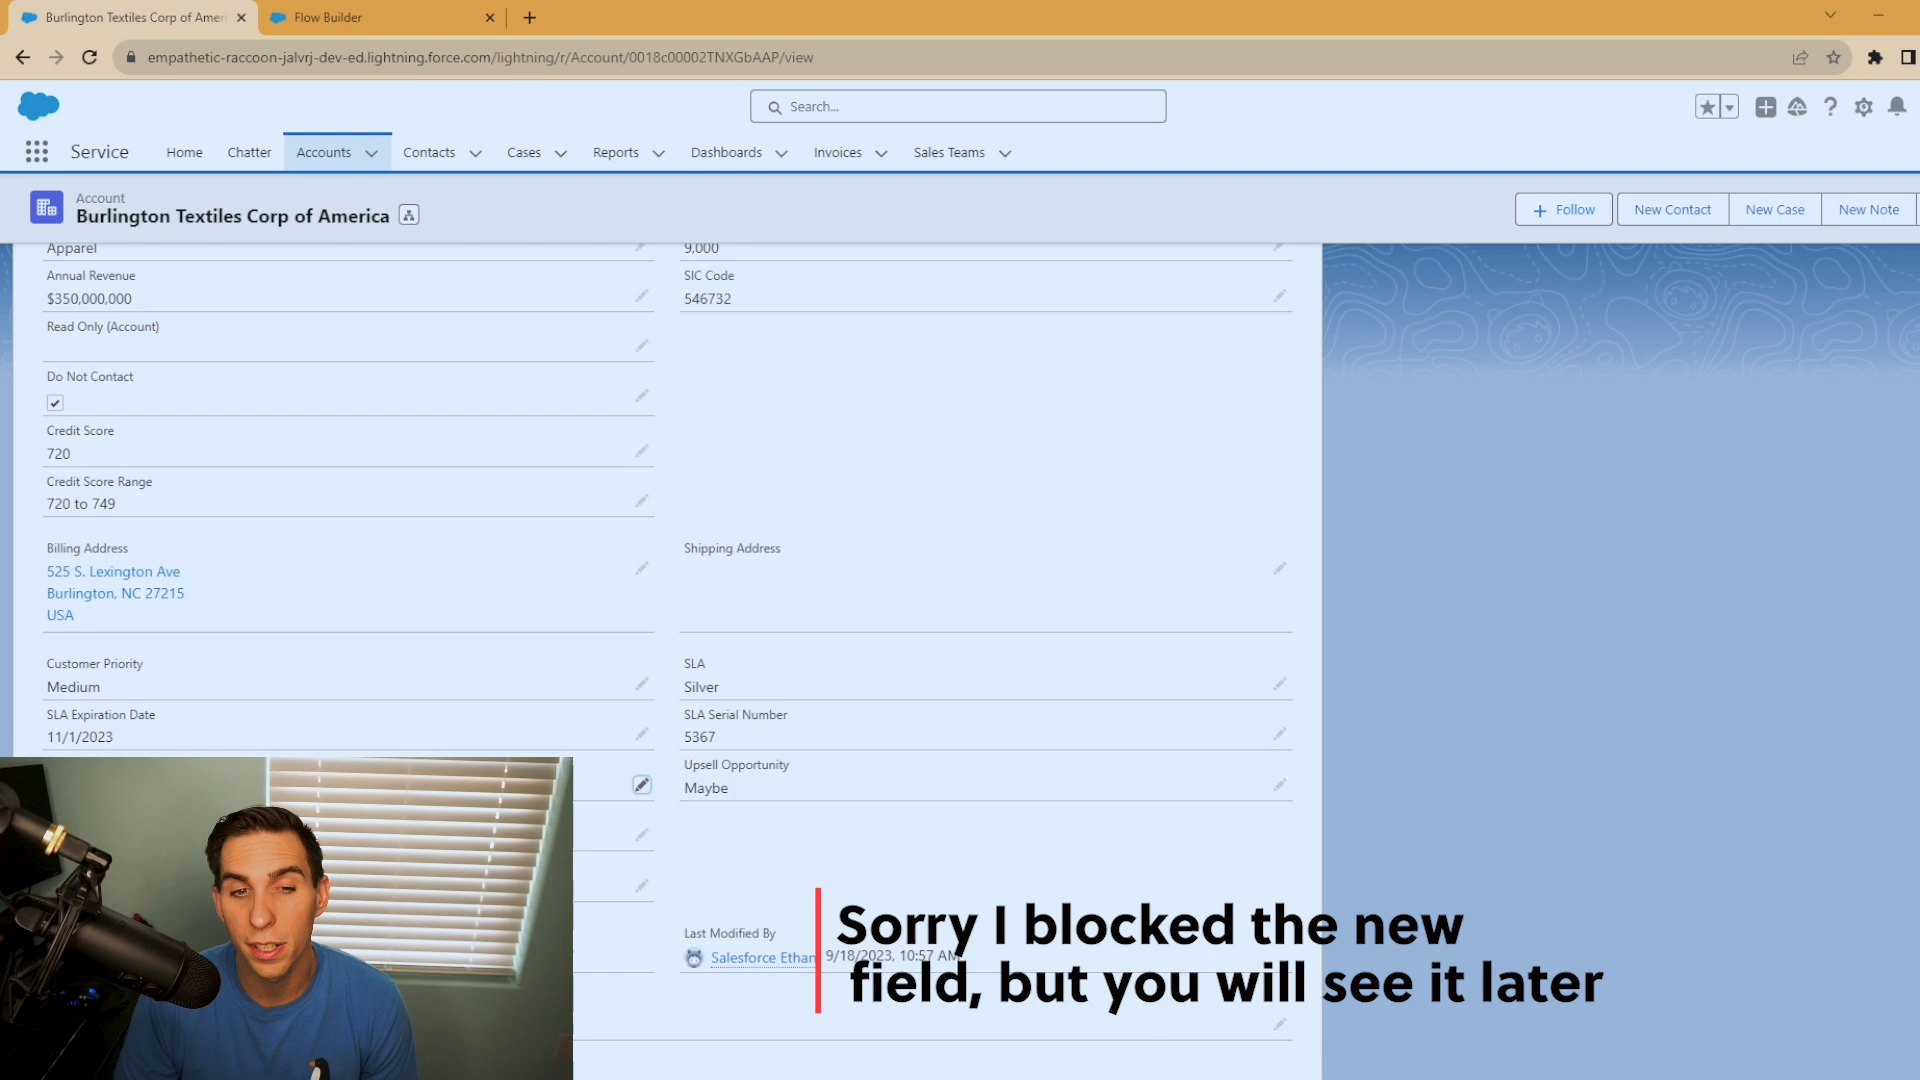 Burlington Textiles Corp of Amer
Flow Builder
empathetic-raccoon-jalvrj-dev-ed.lightning.force.com/lightning/r/Account/0018c00002TNXGbAAP/view
Search...
Service
Home
Chatter
Accounts
Contacts
Cases
Reports
Dashboards
Invoices
Sales Teams
Account
Burlington Textiles Corp of America
Follow
New Contact
New Case
New Note
Apparel
9,000
Annual Revenue
$350,000,000
SIC Code
546732
Read Only (Account)
Do Not Contact
Credit Score
720
Credit Score Range
720 to 749
Billing Address
525 S. Lexington Ave
Burlington, NC 27215
USA
Shipping Address
Customer Priority
Medium
SLA
Silver
SLA Expiration Date
11/1/2023
SLA Serial Number
5367
Upsell Opportunity
Maybe
Last Modified By
Salesforce Ethan 9/18/2023, 10:57 AM
Sorry I blocked the new
field, but you will see it later